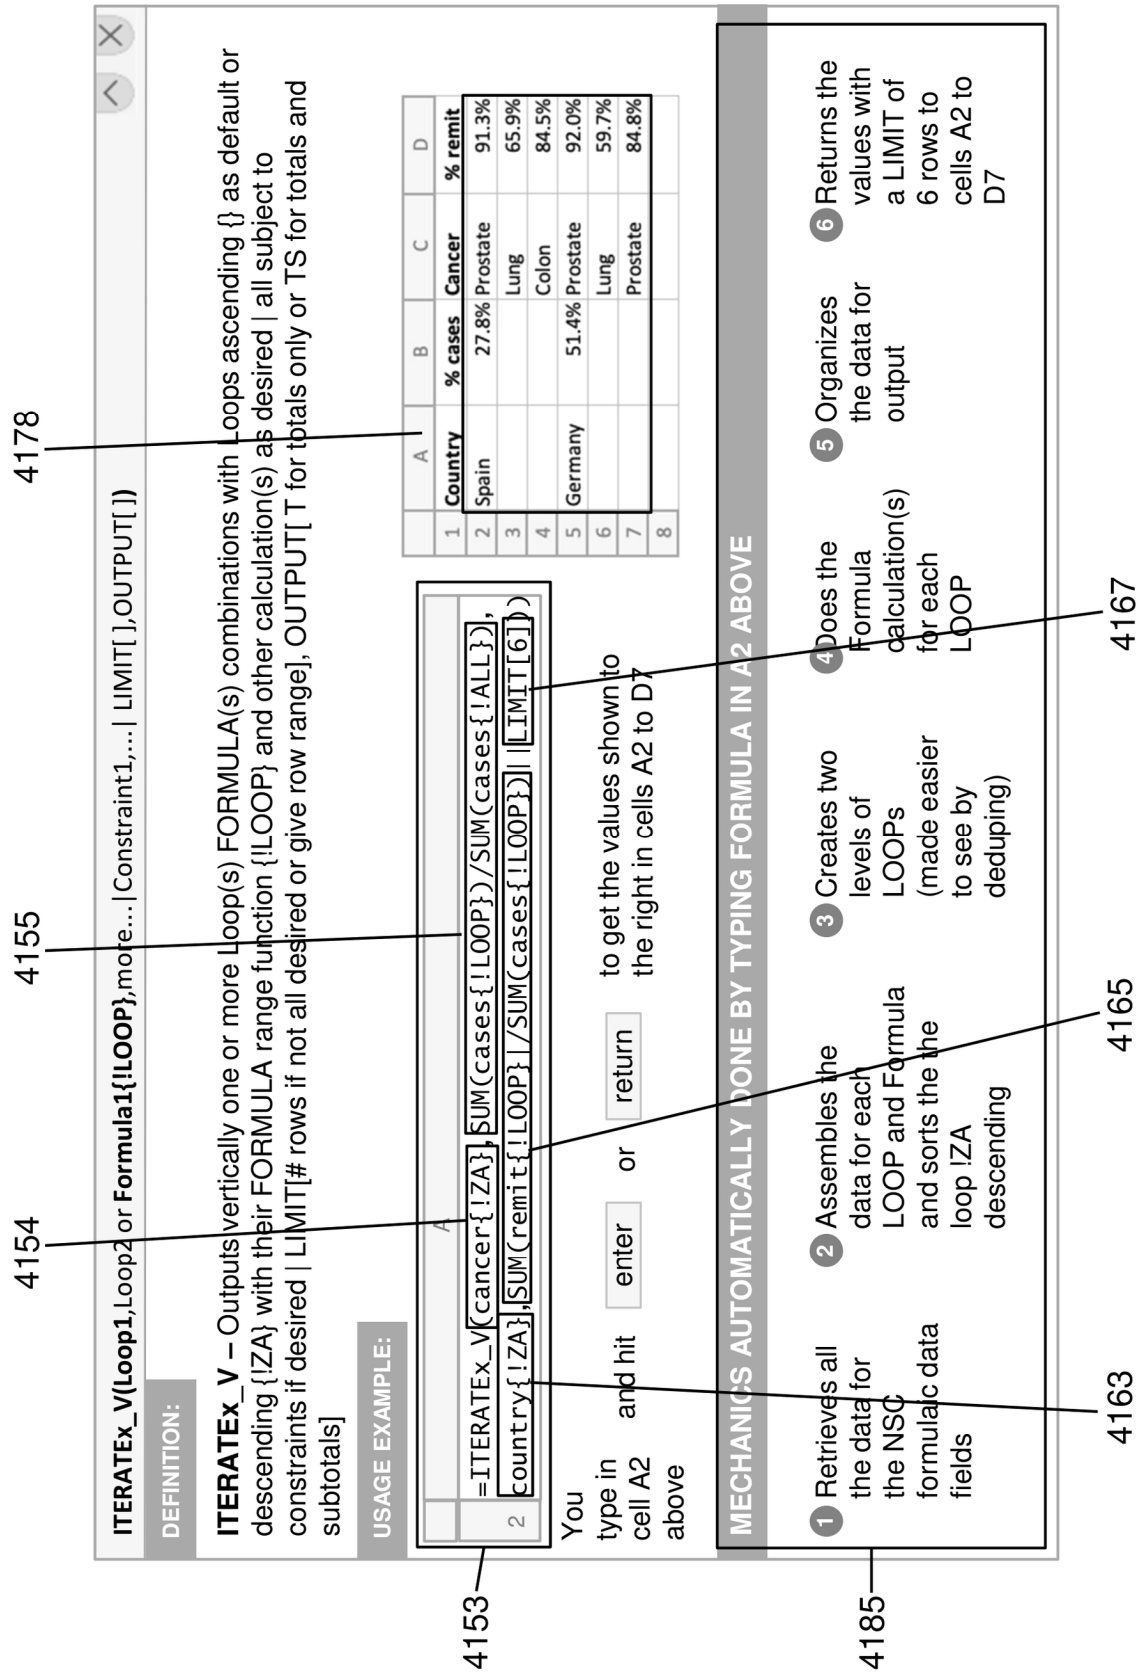 4178
4155
4154
ITERATEx_V(Loop1,Loop2 or Formula1{!LOOP},more...|Constraint1,...| LIMIT[ ],OUTPUT[ ])
DEFINITION:
ITERATEx_V – Outputs vertically one or more Loop(s) FORMULA(s) combinations with Loops ascending {} as default or
descending {!ZA} with their FORMULA range function {!LOOP} and other calculation(s) as desired | all subject to
constraints if desired | LIMIT[# rows if not all desired or give row range], OUTPUT[ T for totals only or TS for totals and
subtotals]
USAGE EXAMPLE:
A
2 =ITERATEx_V(cancer{!ZA},SUM(cases{!LOOP})/SUM(cases{!ALL}),
country{!ZA},SUM(remit{!LOOP}|/SUM(cases{!LOOP})||LIMIT[6]))
4153
You
type in
cell A2
above
and hit
enter
or
return
to get the values shown to
the right in cells A2 to D7
A B C D
1 Country % cases Cancer % remit
2 Spain 27.8% Prostate 91.3%
3 Lung 65.9%
4 Colon 84.5%
5 Germany 51.4% Prostate 92.0%
6 Lung 59.7%
7 Prostate 84.8%
8
MECHANICS AUTOMATICALLY DONE BY TYPING FORMULA IN A2 ABOVE
1 Retrieves all
the data for
the NSC
formulaic data
fields
2 Assembles the
data for each
LOOP and Formula
and sorts the the
loop !ZA
descending
3 Creates two
levels of
LOOPs
(made easier
to see by
deduping)
4 Does the
Formula
calculation(s)
for each
LOOP
5 Organizes
the data for
output
6 Returns the
values with
a LIMIT of
6 rows to
cells A2 to
D7
4185
4163
4165
4167